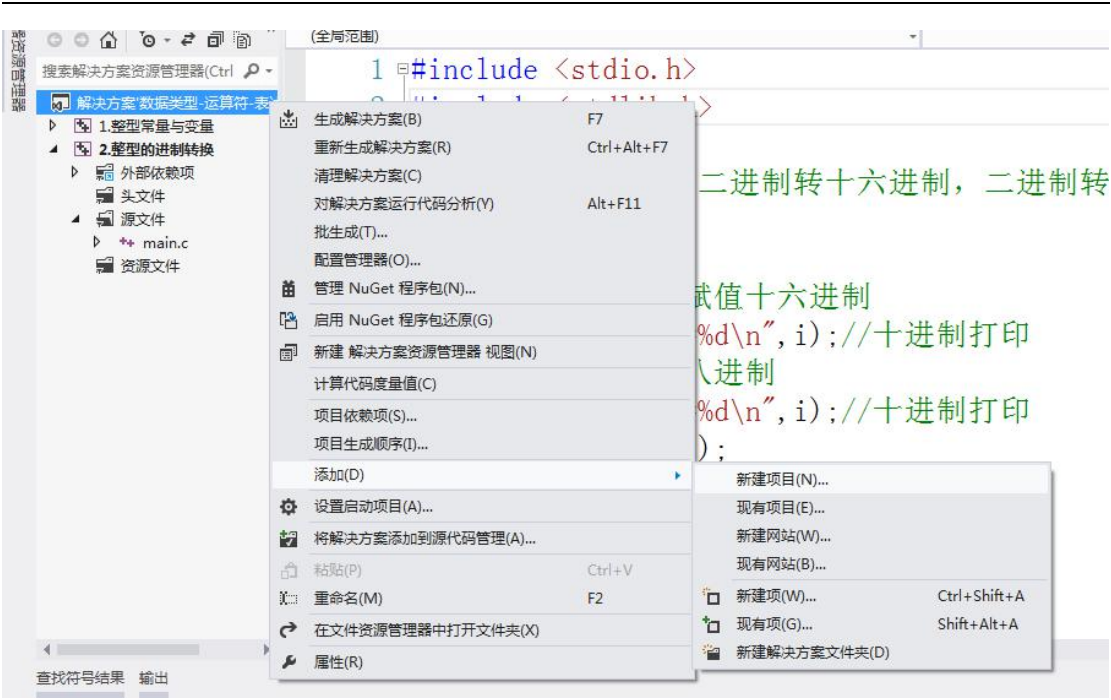 (全局范围)
搜索解决方案资源管理器(Ctrl
解决方案"数据类型-运算符-表
1.整型常量与变量
2.整型的进制转换
外部依赖项
头文件
源文件
main.c
资源文件
查找符号结果 输出
1 #include <stdio.h>
二进制转十六进制，二进制转
赋值十六进制
%d\n",i);//十进制打印
八进制
%d\n",i);//十进制打印
);
生成解决方案(B) F7
重新生成解决方案(R) Ctrl+Alt+F7
清理解决方案(C)
对解决方案运行代码分析(Y) Alt+F11
批生成(T)...
配置管理器(O)...
管理 NuGet 程序包(N)...
启用 NuGet 程序包还原(G)
新建 解决方案资源管理器 视图(N)
计算代码度量值(C)
项目依赖项(S)...
项目生成顺序(I)...
添加(D)
设置启动项目(A)...
将解决方案添加到源代码管理(A)...
粘贴(P) Ctrl+V
重命名(M) F2
在文件资源管理器中打开文件夹(X)
属性(R)
新建项目(N)...
现有项目(E)...
新建网站(W)...
现有网站(B)...
新建项(W)... Ctrl+Shift+A
现有项(G)... Shift+Alt+A
新建解决方案文件夹(D)